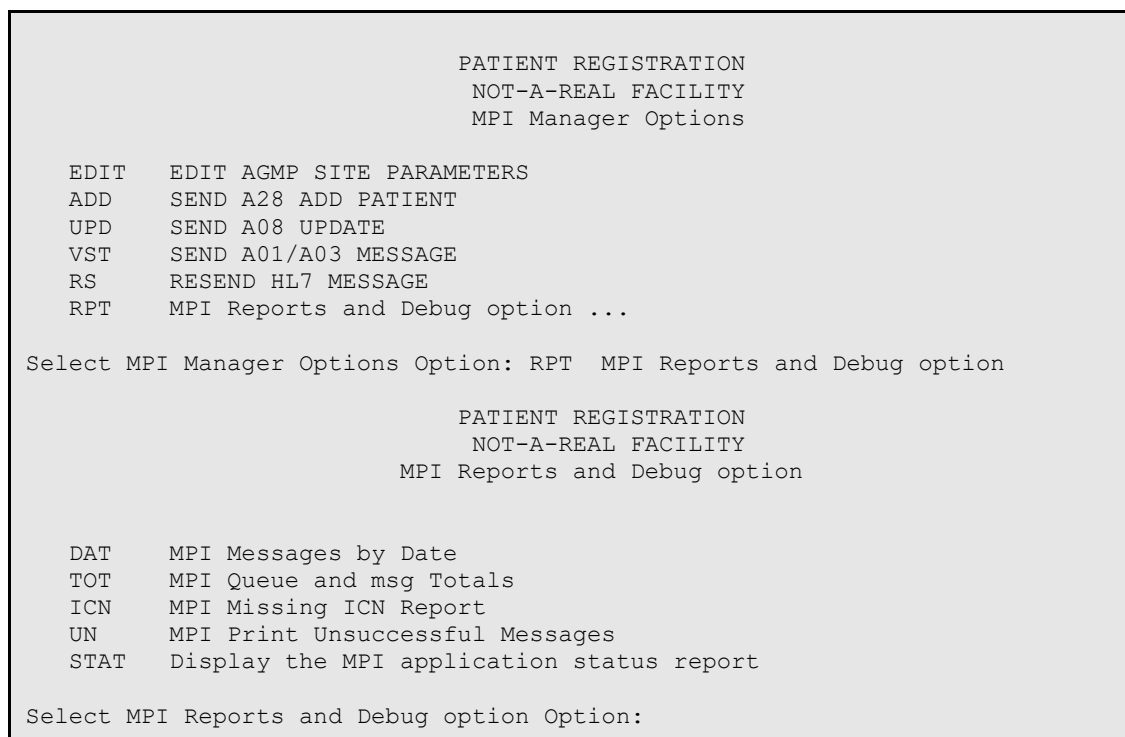 PATIENT REGISTRATION
NOT-A-REAL FACILITY
MPI Manager Options
EDIT EDIT AGMP SITE PARAMETERS
ADD SEND A28 ADD PATIENT
UPD SEND A08 UPDATE
VST SEND A01/A03 MESSAGE
RS RESEND HL7 MESSAGE
RPT MPI Reports and Debug option ...
Select MPI Manager Options Option: RPT MPI Reports and Debug option
PATIENT REGISTRATION
NOT-A-REAL FACILITY
MPI Reports and Debug option
DAT MPI Messages by Date
TOT MPI Queue and msg Totals
ICN MPI Missing ICN Report
UN MPI Print Unsuccessful Messages
STAT Display the MPI application status report
Select MPI Reports and Debug option Option: